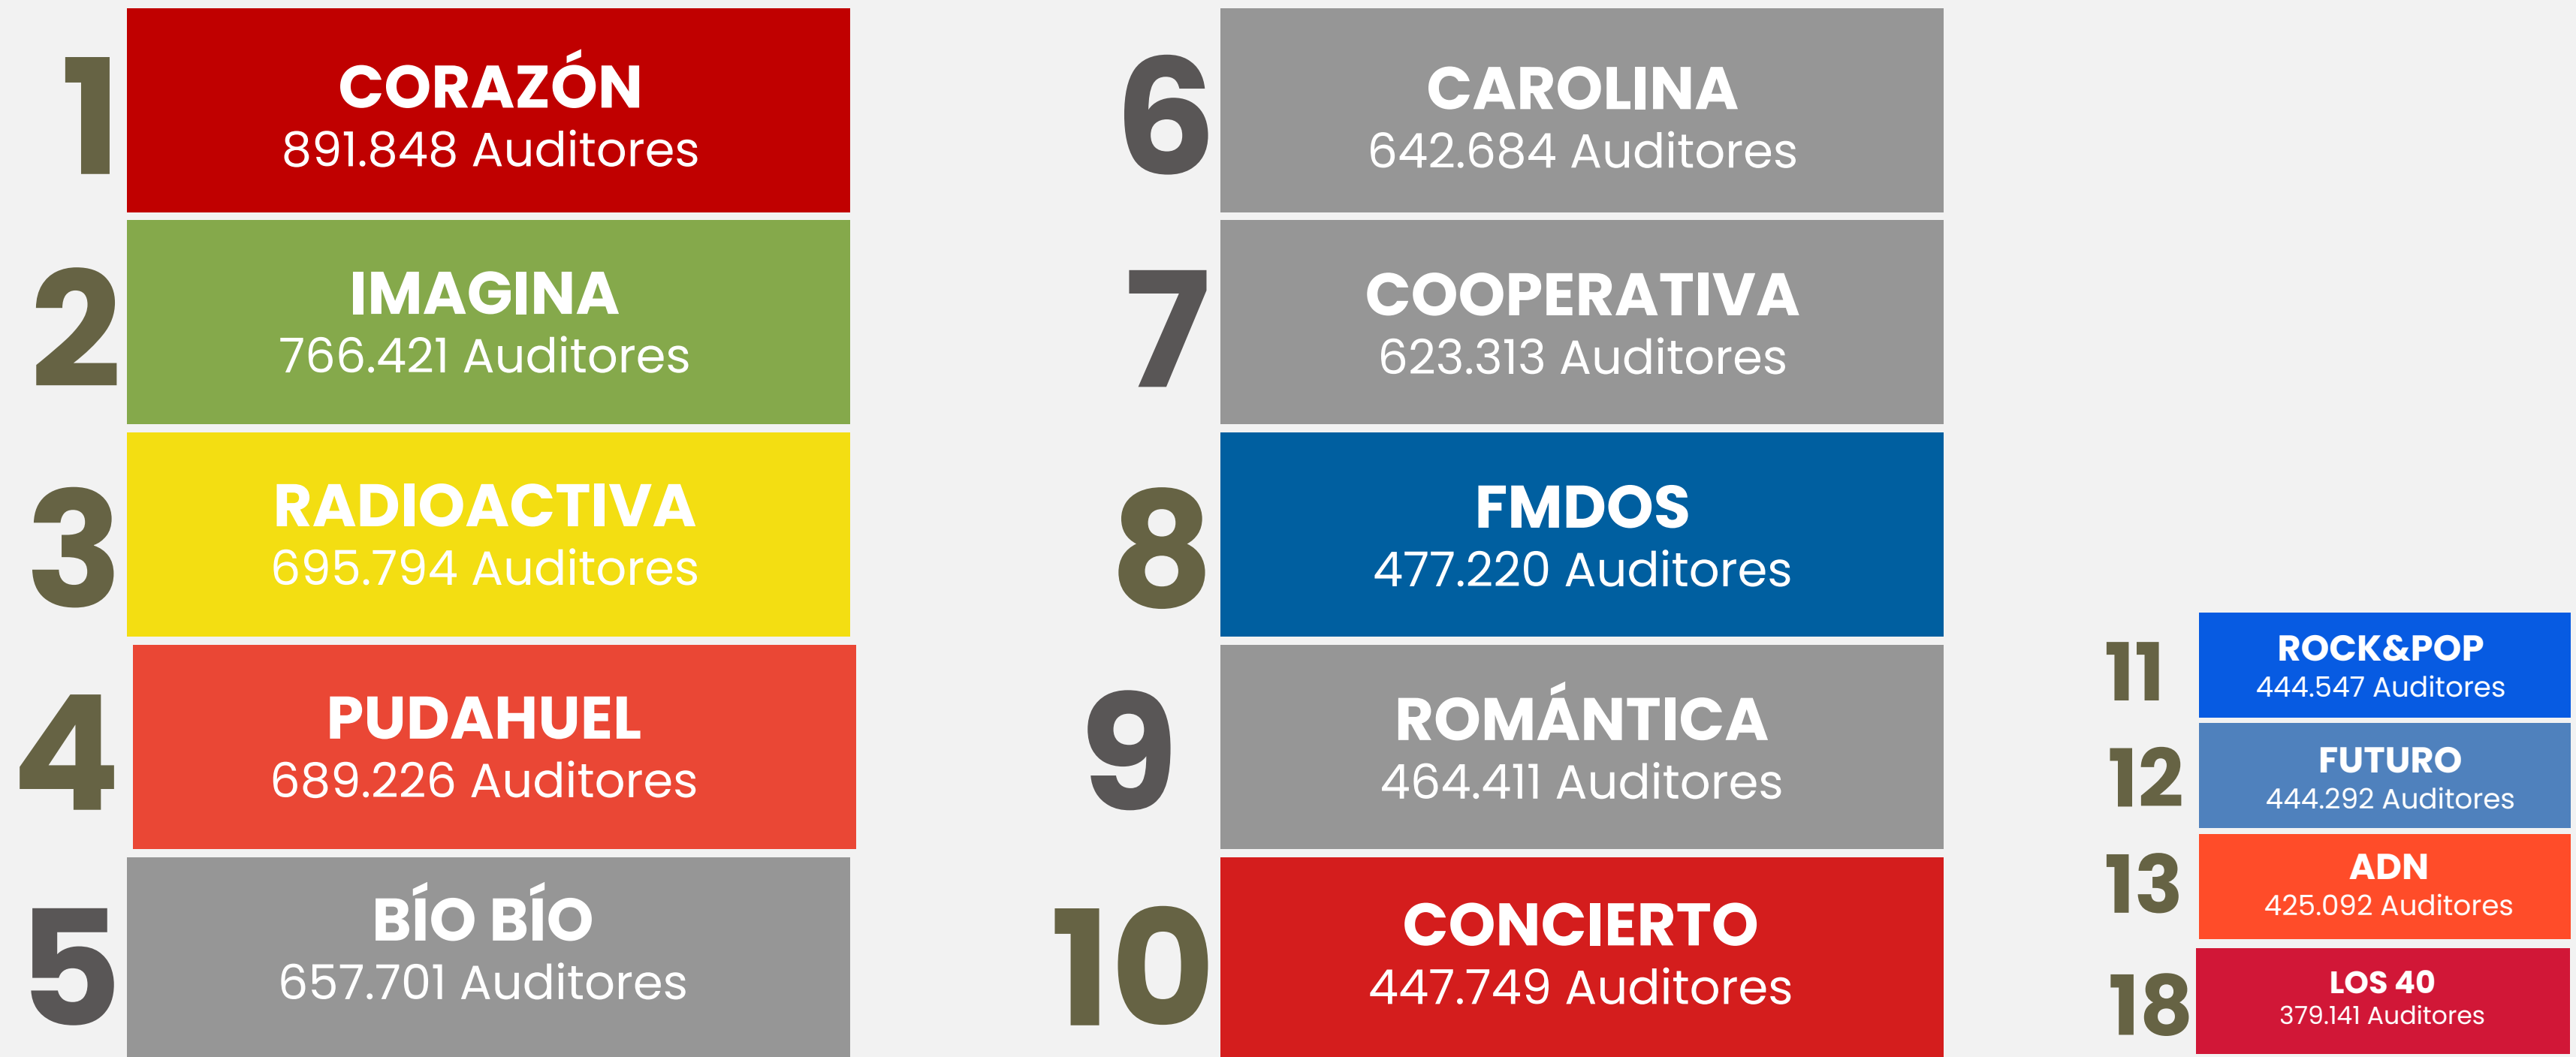 1
CORAZÓN
891.848 Auditores
2
IMAGINA
766.421 Auditores
3
RADIOACTIVA
695.794 Auditores
4
PUDAHUEL
689.226 Auditores
5
BÍO BÍO
657.701 Auditores
6
CAROLINA
642.684 Auditores
7
COOPERATIVA
623.313 Auditores
8
FMDOS
477.220 Auditores
9
ROMÁNTICA
464.411 Auditores
10
CONCIERTO
447.749 Auditores
11
ROCK&POP
444.547 Auditores
12
FUTURO
444.292 Auditores
13
ADN
425.092 Auditores
18
LOS 40
379.141 Auditores